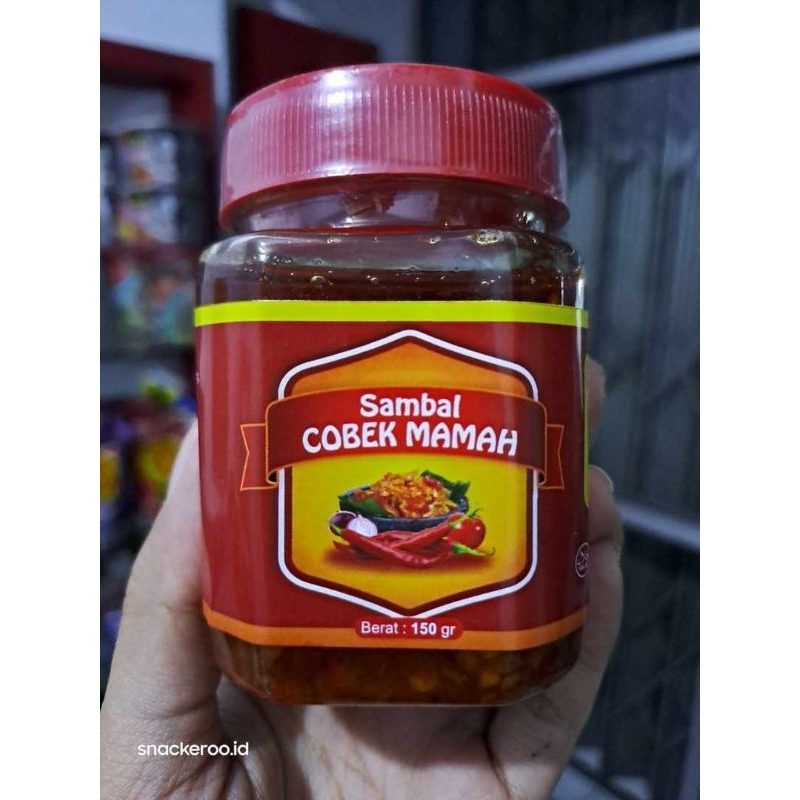 Sambal
COBEK MAMAH
Berat : 150 gr
snackeroo.id